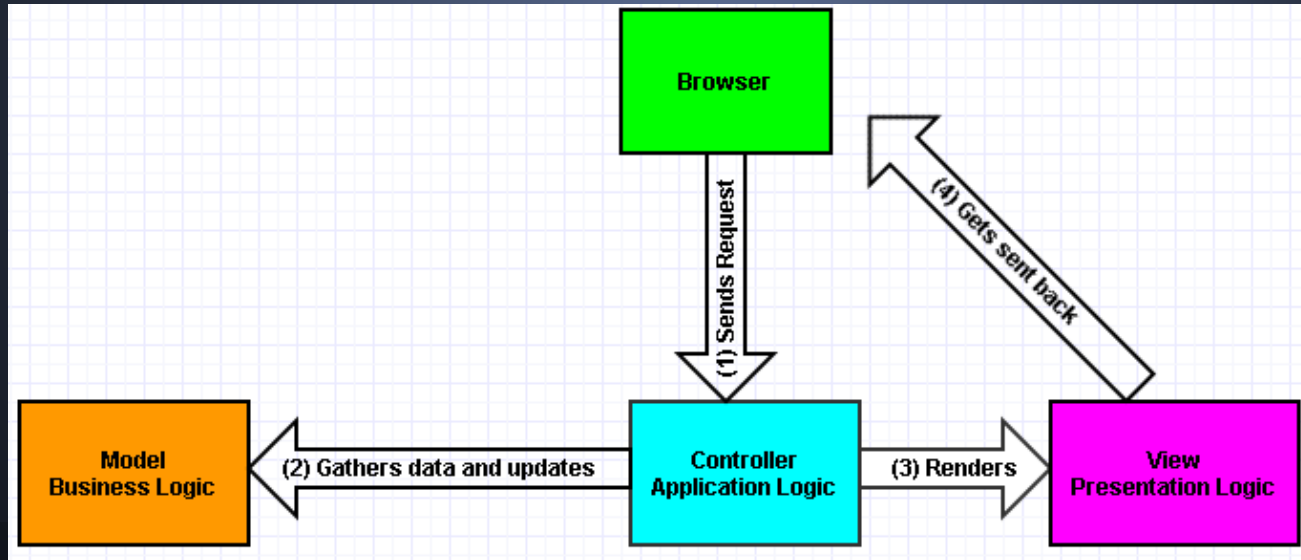 Browser
(1) Sends Request
(4) Gets sent back
Model
Business Logic
(2) Gathers data and updates
Controller
Application Logic
(3) Renders
View
Presentation Logic